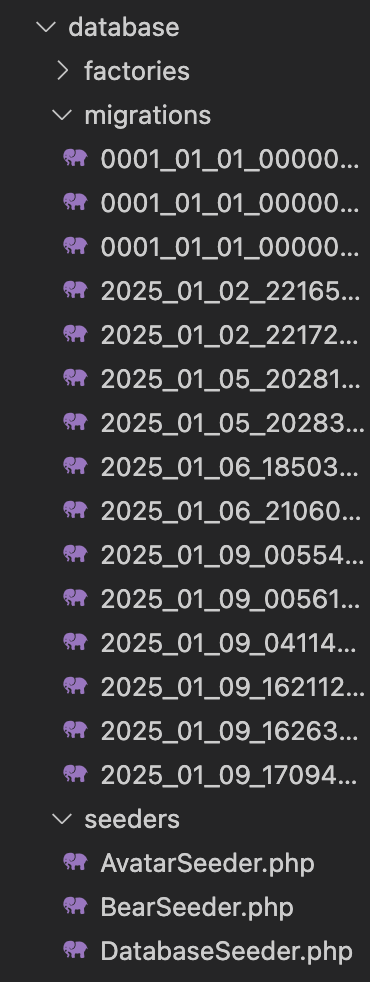 database
factories
migrations
0001_01_01_00000...
0001_01_01_00000...
0001_01_01_00000...
2025_01_02_22165...
2025_01_02_22172...
2025_01_05_20281...
2025_01_05_20283...
2025_01_06_18503...
2025_01_06_21060...
2025_01_09_00554...
2025_01_09_00561...
2025_01_09_04114...
2025_01_09_162112...
2025_01_09_16263...
2025_01_09_17094...
seeders
AvatarSeeder.php
BearSeeder.php
DatabaseSeeder.php